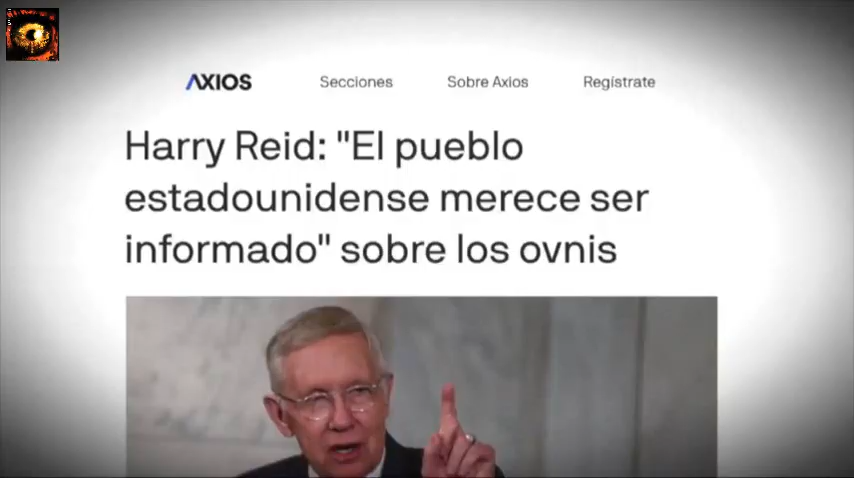 AXIOS Secciones Sobre Axios Regístrate
Harry Reid: "El pueblo
estadounidense merece ser
informado" sobre los ovnis